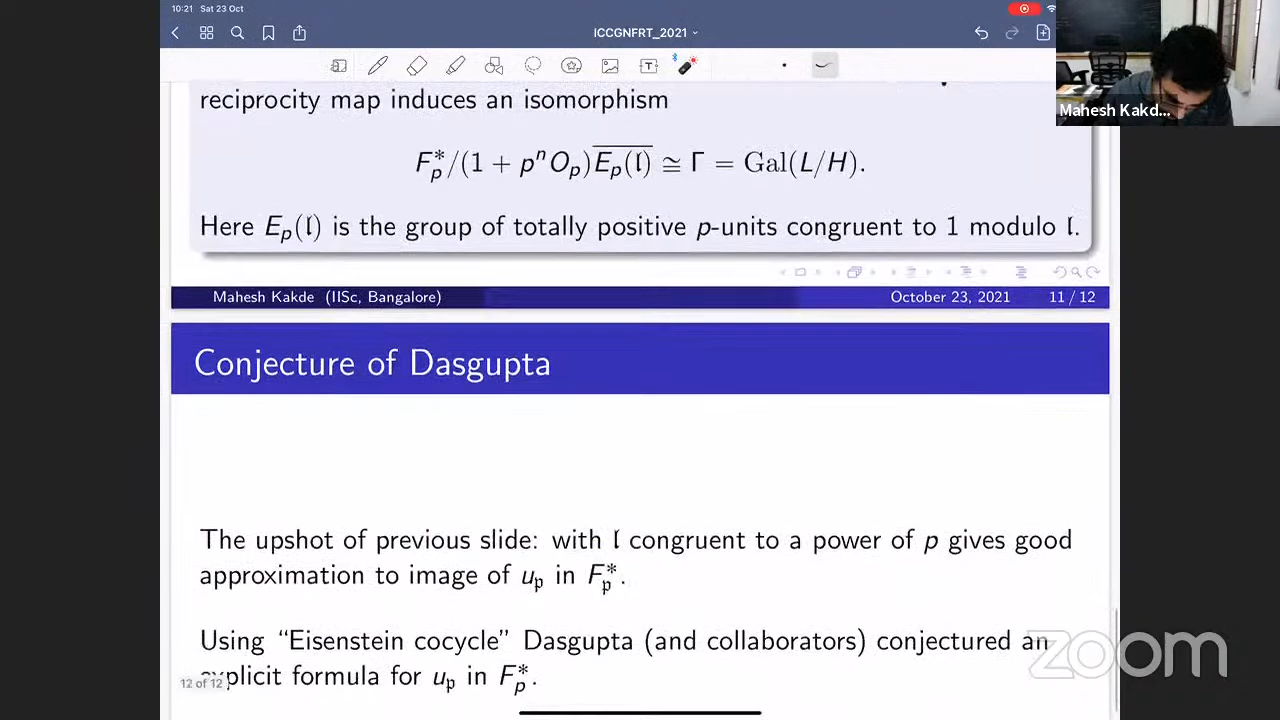 10:21 Sat 23 Oct
ICCGNFRT_2021
Mahesh Kakd...
reciprocity map induces an isomorphism
F_p^*/(1 + p^n O_p)\overline{E_p(𝔩)} ≅ Γ = Gal(L/H).
Here E_p(𝔩) is the group of totally positive p-units congruent to 1 modulo 𝔩.
Mahesh Kakde (IISc, Bangalore) October 23, 2021 11 / 12
Conjecture of Dasgupta
The upshot of previous slide: with 𝔩 congruent to a power of p gives good
approximation to image of u_𝔭 in F_𝔭^*.
Using “Eisenstein cocycle” Dasgupta (and collaborators) conjectured an
explicit formula for u_𝔭 in F_p^*.
12 of 12
zoom